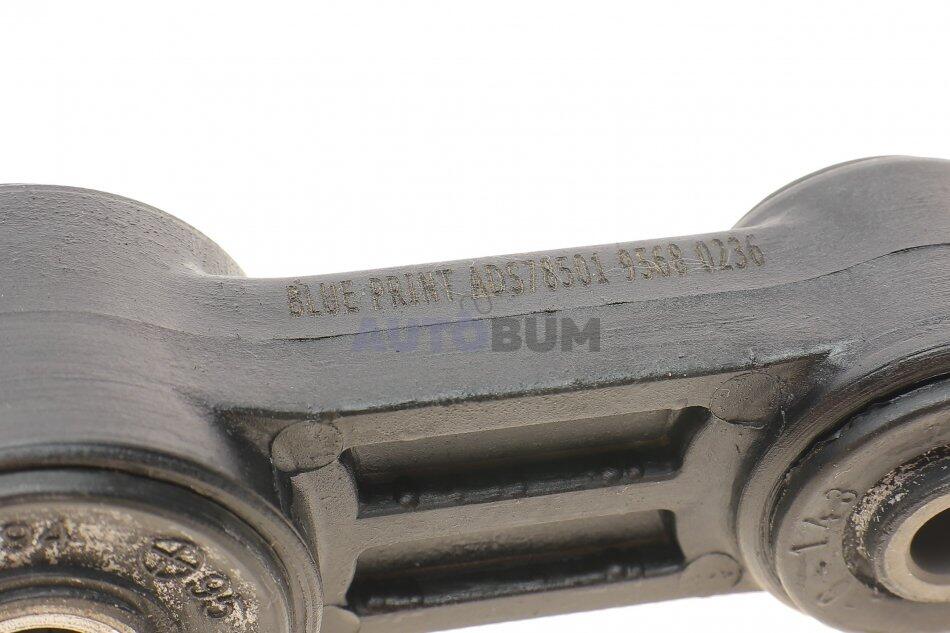 BLUE PRINT ADS78501 9568 0236
AUTOBUM